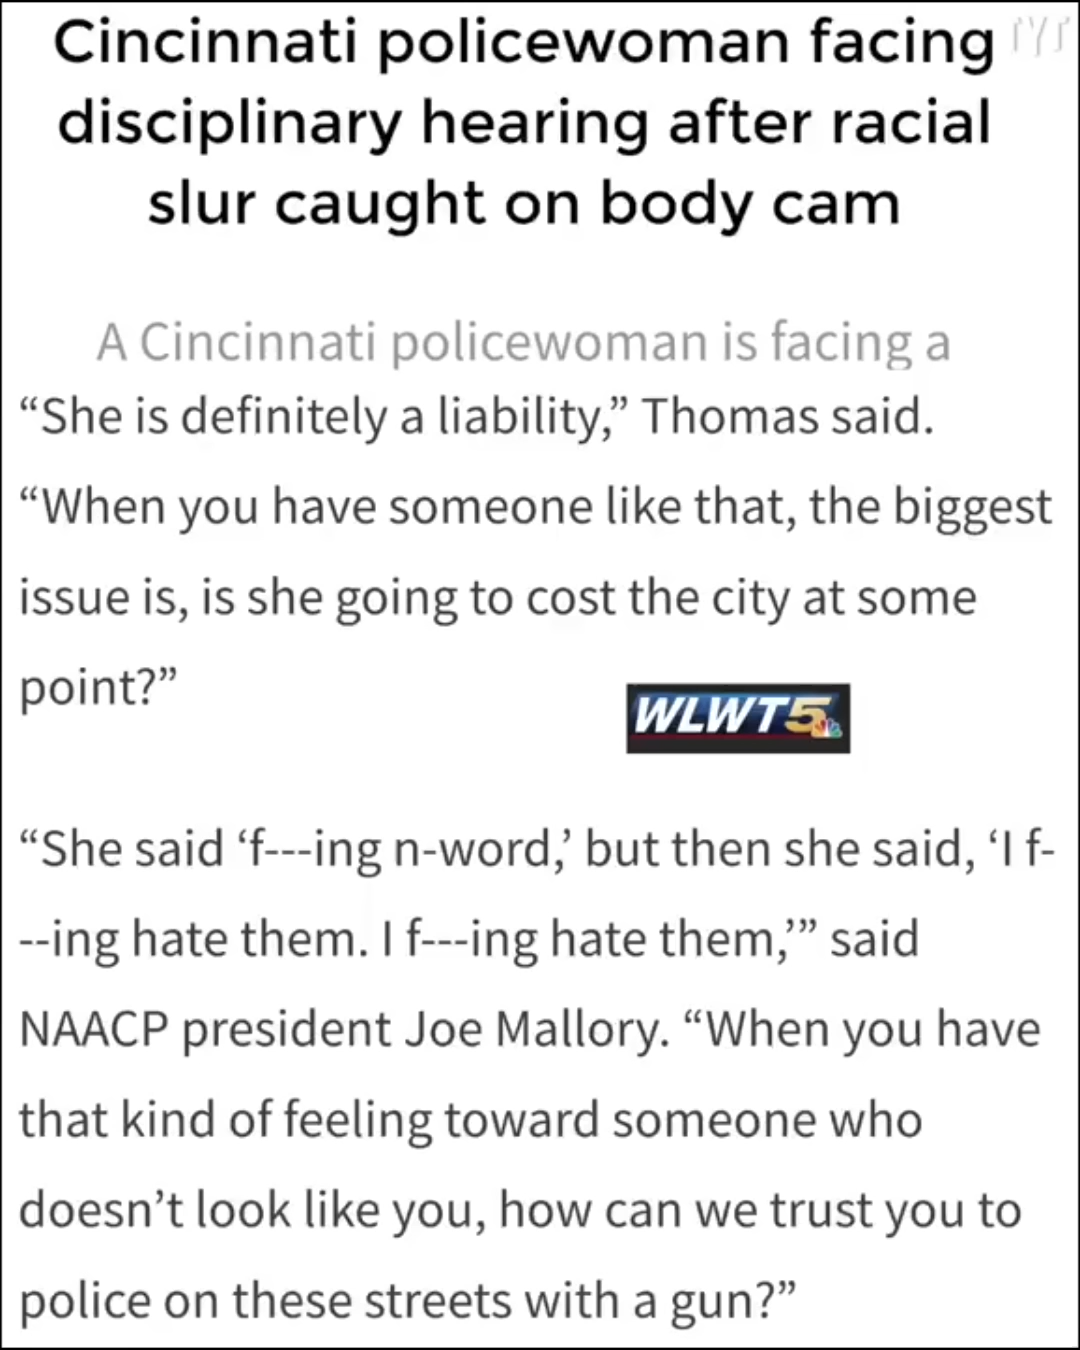 Cincinnati policewoman facing
disciplinary hearing after racial
slur caught on body cam
A Cincinnati policewoman is facing a
“She is definitely a liability,” Thomas said.
“When you have someone like that, the biggest
issue is, is she going to cost the city at some
point?”
WLWT5
“She said ‘f---ing n-word,’ but then she said, ‘I f-
--ing hate them. I f---ing hate them,’” said
NAACP president Joe Mallory. “When you have
that kind of feeling toward someone who
doesn’t look like you, how can we trust you to
police on these streets with a gun?”